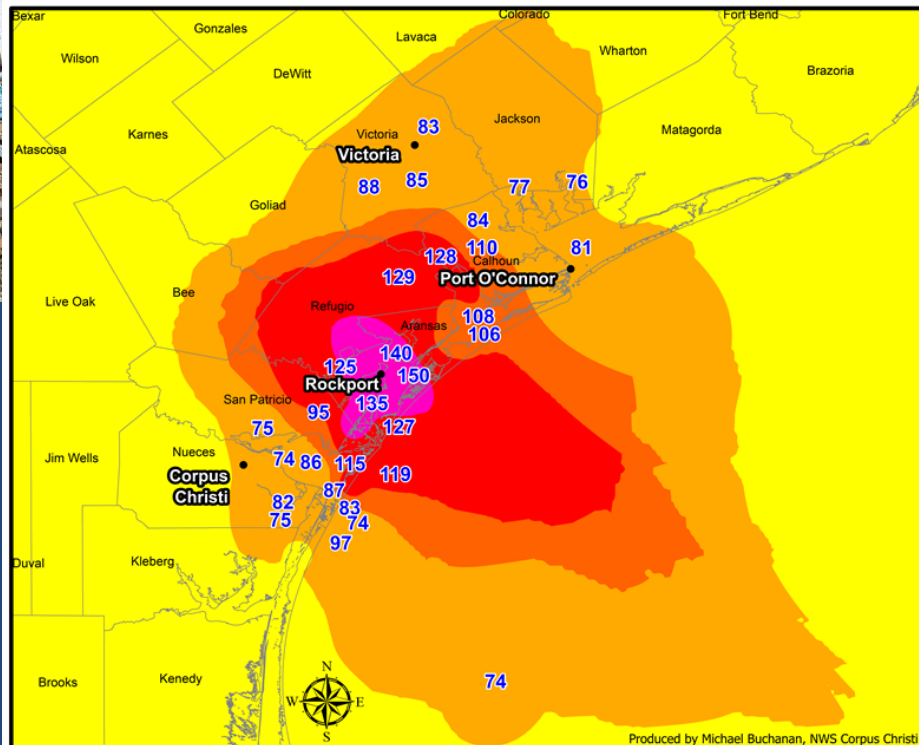 Bexar
Gonzales
Colorado
Fort Bend
Lavaca
Wharton
Wilson
DeWitt
Brazoria
Jackson
83
Victoria
Karnes
Matagorda
Atascosa
Victoria
88
85
77
76
Goliad
84
110
81
128
Calhoun
129
Port O'Connor
Bee
Live Oak
Refugio
108
Aransas
106
140
125
150
Rockport
San Patricio
135
95
75
127
Nueces
Jim Wells
74
86
115
Corpus
Christi
119
87
82
83
75
74
97
Duval
Kleberg
Brooks
Kenedy
74
N
W
E
S
Produced by Michael Buchanan, NWS Corpus Christi